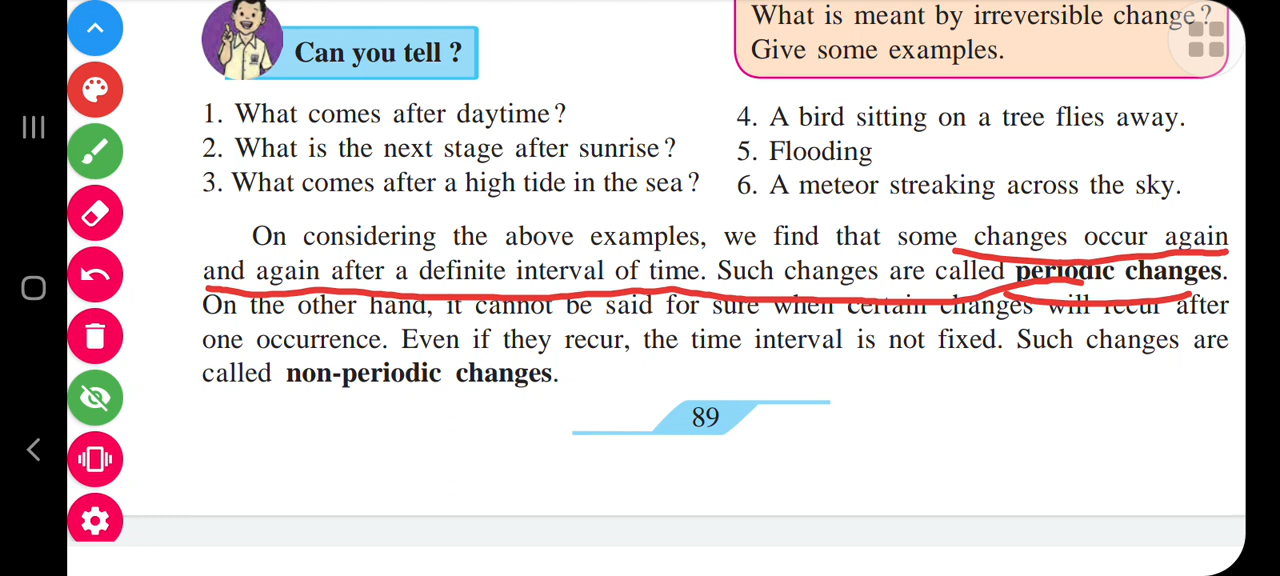 What is meant by irreversible change?
Give some examples.
Can you tell ?
1. What comes after daytime?
2. What is the next stage after sunrise?
3. What comes after a high tide in the sea?
4. A bird sitting on a tree flies away.
5. Flooding
6. A meteor streaking across the sky.
On considering the above examples, we find that some changes occur again
and again after a definite interval of time. Such changes are called periodic changes.
On the other hand, it cannot be said for sure when certain changes will recur after
one occurrence. Even if they recur, the time interval is not fixed. Such changes are
called non-periodic changes.
89